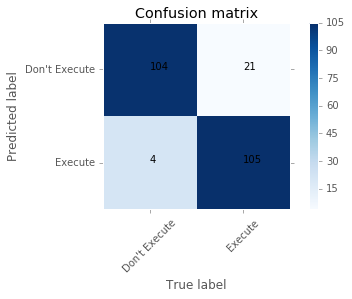 Confusion matrix
Predicted label
Don't Execute
104
21
Execute
4
105
Don't Execute
Execute
True label
105
90
75
60
45
30
15